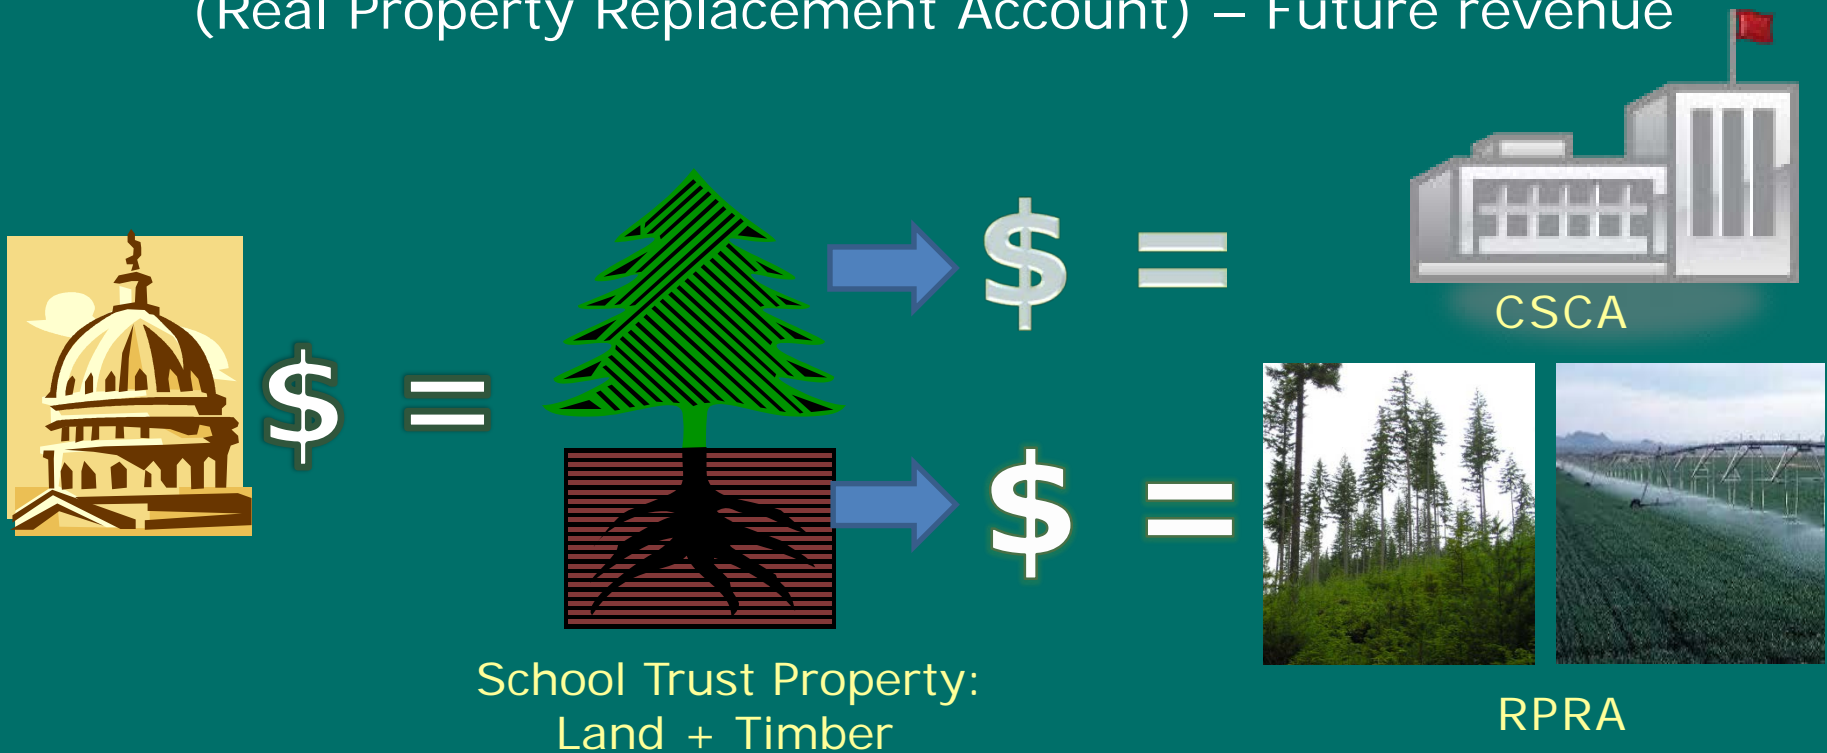 (Real Property Replacement Account) – Future revenue
$ =
$ =
CSCA
$ =
School Trust Property:
Land + Timber
RPRA